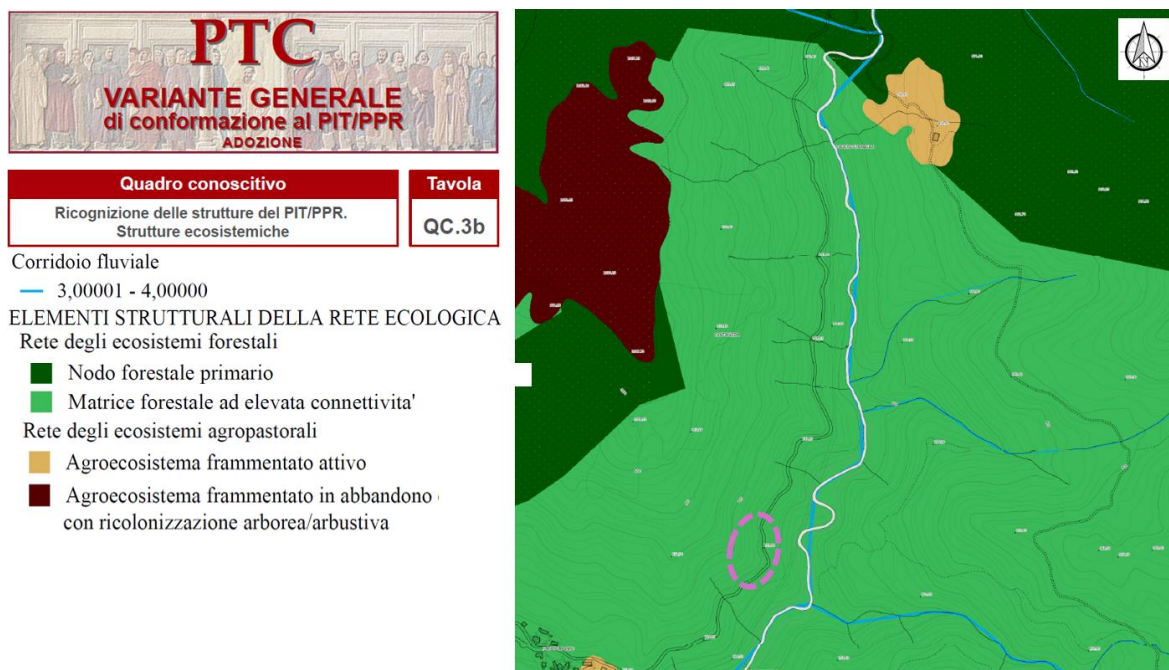 PTC
VARIANTE GENERALE
di conformazione al PIT/PPR
ADOZIONE
Quadro conoscitivo
Tavola
Ricognizione delle strutture del PIT/PPR.
Strutture ecosistemiche
QC.3b
Corridoio fluviale
3,00001 - 4,00000
ELEMENTI STRUTTURALI DELLA RETE ECOLOGICA
Rete degli ecosistemi forestali
Nodo forestale primario
Matrice forestale ad elevata connettivita'
Rete degli ecosistemi agropastorali
Agroecosistema frammentato attivo
Agroecosistema frammentato in abbandono
con ricolonizzazione arborea/arbustiva
N